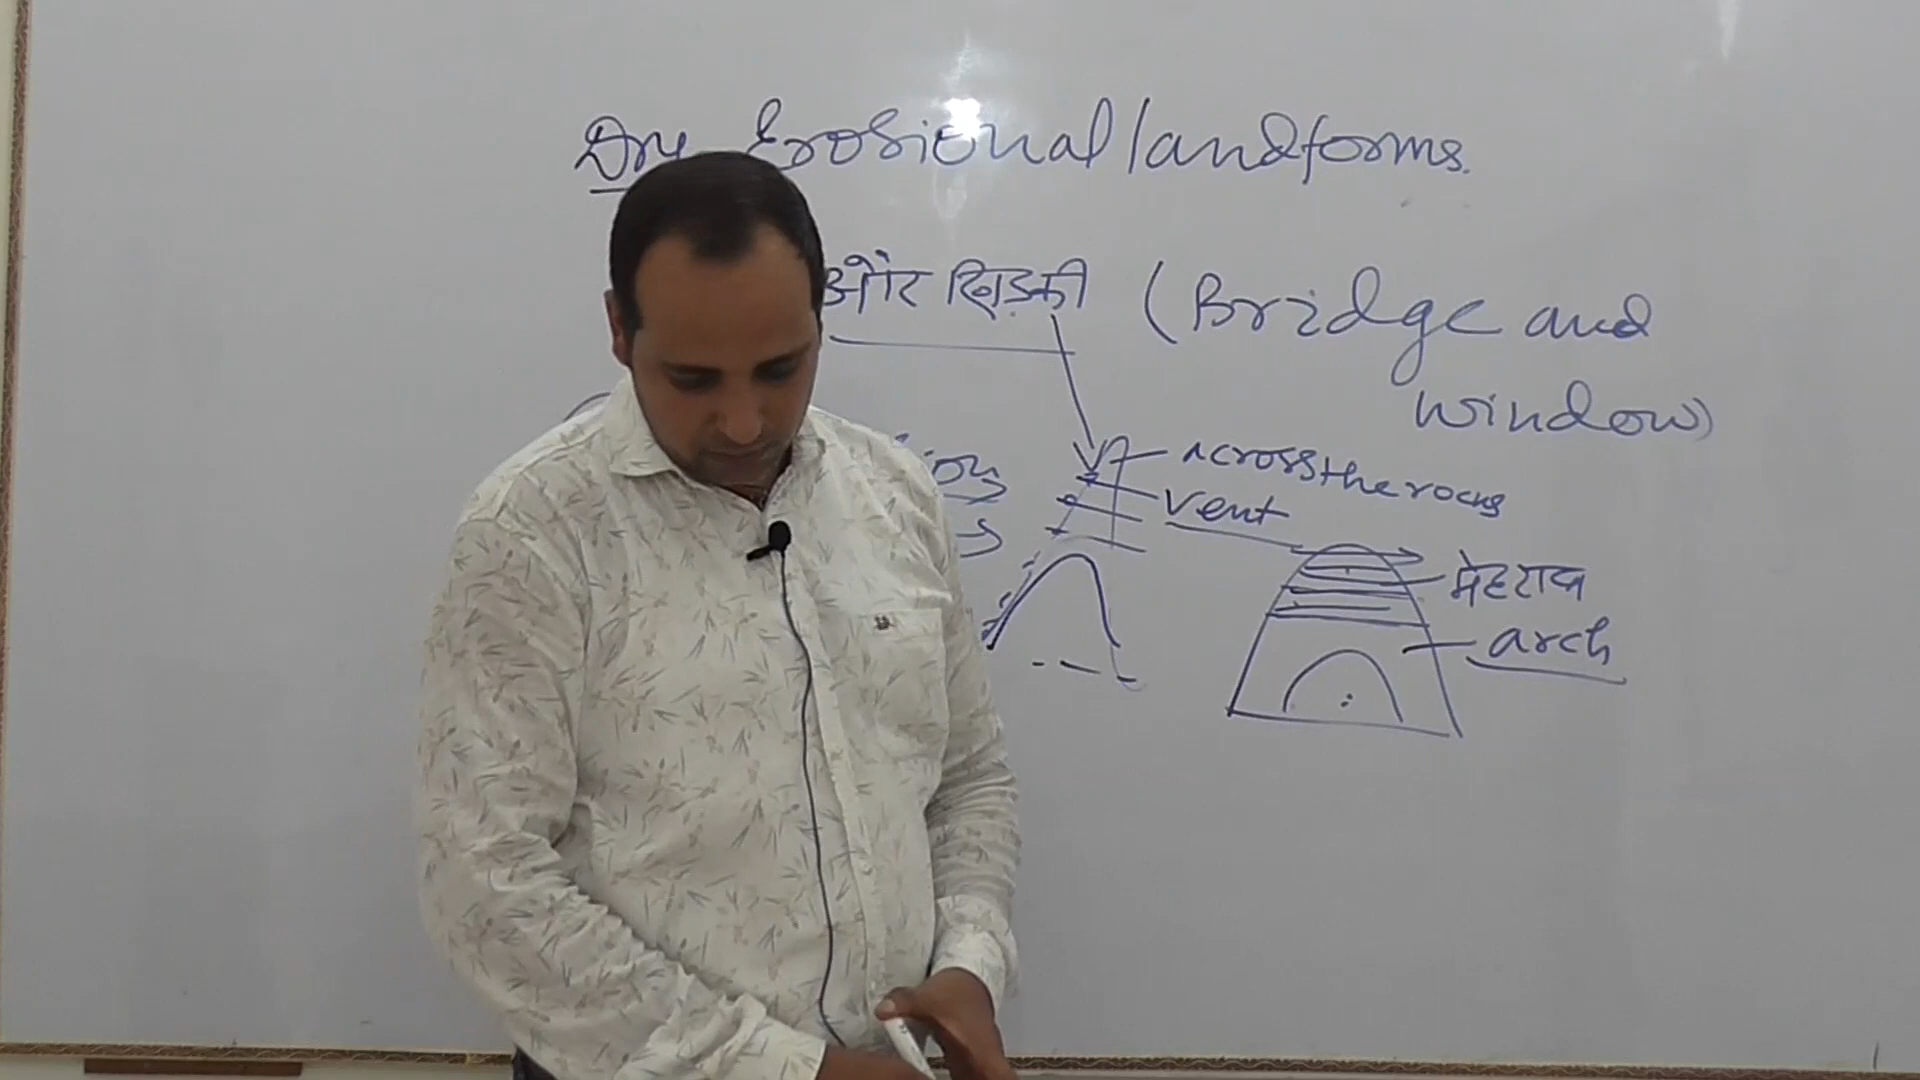 Dry Erosional landforms.
और खिड़की (Bridge and
window)
across the rocks
vent
मेहराब
arch